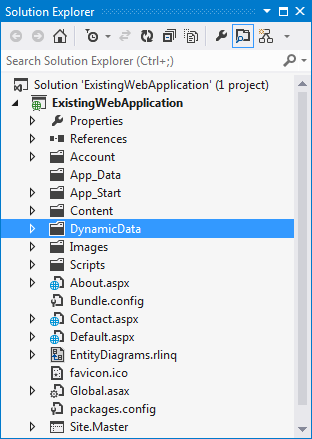 Solution Explorer
Search Solution Explorer (Ctrl+;)
Solution 'ExistingWebApplication' (1 project)
ExistingWebApplication
Properties
References
Account
App_Data
App_Start
Content
DynamicData
Images
Scripts
About.aspx
Bundle.config
Contact.aspx
Default.aspx
EntityDiagrams.rlinq
favicon.ico
Global.asax
packages.config
Site.Master